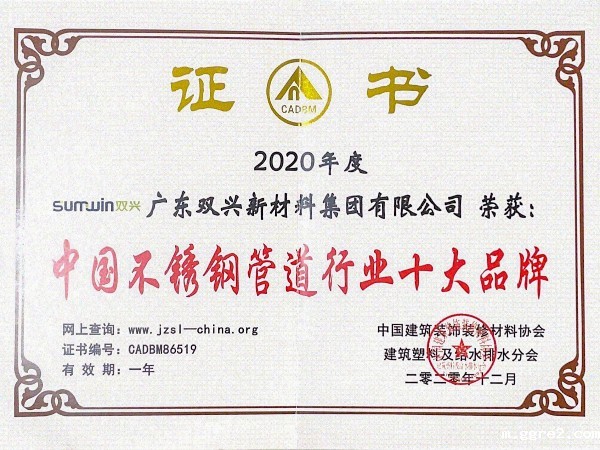 证 书
CADBM
2020年度
sumwin双兴 广东双兴新材料集团有限公司 荣获:
中国不锈钢管道行业十大品牌
网上查询: www.jzsl—china.org
证书编号: CADBM86519
有 效 期: 一年
中国建筑装饰装修材料协会
建筑塑料及给水排水分会
二零二零年十二月
m.ggre2.com